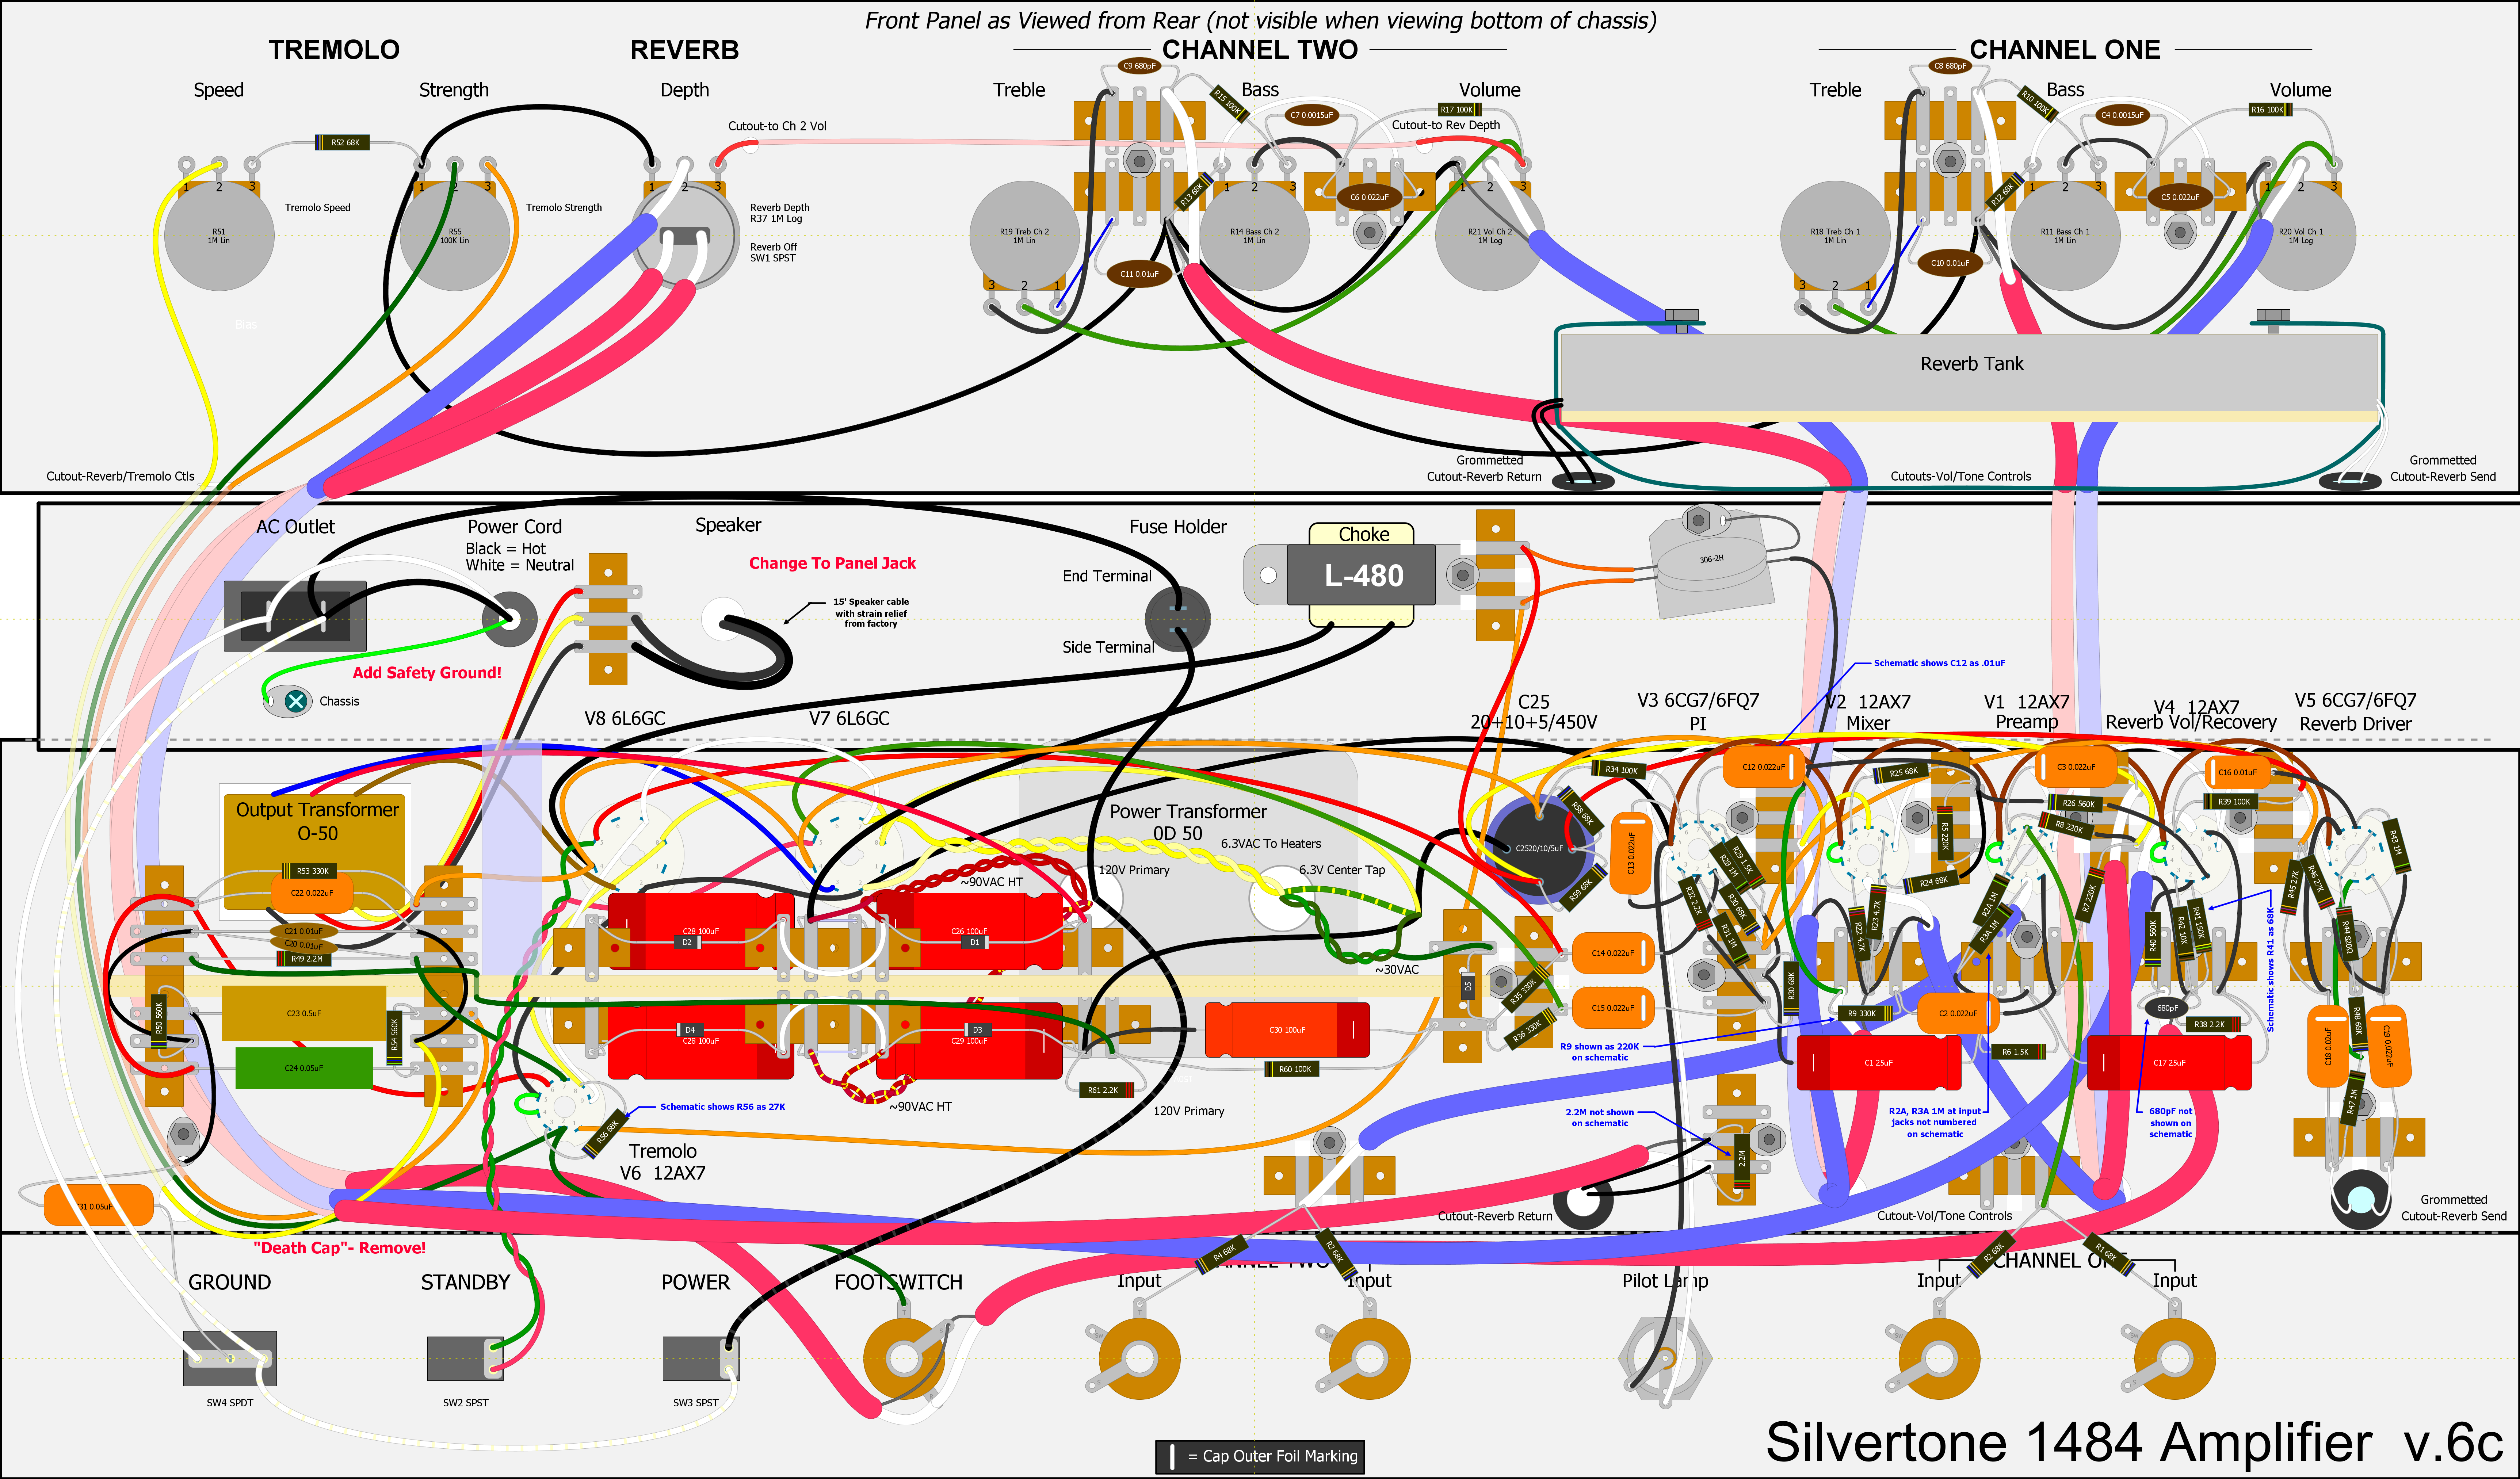 Front Panel as Viewed from Rear (not visible when viewing bottom of chassis)
TREMOLO
REVERB
CHANNEL TWO
CHANNEL ONE
Speed
Strength
Depth
Treble
Bass
Volume
Treble
Bass
Volume
C9 680pF
C8 680pF
R15 100K
C7 0.0015uF
R17 100K
R10 100K
C4 0.0015uF
R16 100K
Cutout-to Ch 2 Vol
Cutout-to Rev Depth
R52 68K
1 2 3
1 2 3
1 2 3
1 2 3
1 2 3
1 2 3
1 2 3
Tremolo Speed
Tremolo Strength
R51
1M Lin
R55
100K Lin
Reverb Depth
R37 1M Log
Reverb Off
SW1 SPST
R13 68K
C6 0.022uF
R12 68K
C5 0.022uF
R19 Treb Ch 2
1M Lin
R14 Bass Ch 2
1M Lin
R21 Vol Ch 2
1M Log
R18 Treb Ch 1
1M Lin
R11 Bass Ch 1
1M Lin
R20 Vol Ch 1
1M Log
C11 0.01uF
C10 0.01uF
3 2 1
3 2 1
Bias
Reverb Tank
Cutout-Reverb/Tremolo Ctls
Grommetted
Cutout-Reverb Return
Cutouts-Vol/Tone Controls
Grommetted
Cutout-Reverb Send
AC Outlet
Power Cord
Black = Hot
White = Neutral
Speaker
Change To Panel Jack
15' Speaker cable
with strain relief
from factory
Fuse Holder
End Terminal
Side Terminal
Choke
L-480
306-2H
Add Safety Ground!
Chassis
Schematic shows C12 as .01uF
V8 6L6GC
V7 6L6GC
C25
20+10+5/450V
V3 6CG7/6FQ7
PI
V2 12AX7
Mixer
V1 12AX7
Preamp
V4 12AX7
Reverb Vol/Recovery
V5 6CG7/6FQ7
Reverb Driver
Output Transformer
O-50
Power Transformer
0D 50
6.3VAC To Heaters
120V Primary
6.3V Center Tap
~90VAC HT
R34 100K
C12 0.022uF
R25 68K
C3 0.022uF
C16 0.01uF
R26 560K
R39 100K
R8 220K
R5 220K
R43 1M
R58 68K
C2520/10/5uF
R59 68K
C13 0.022uF
R28 1M
R29 1.5K
R32 2.2K
R30 68K
R31 1M
R24 68K
R23 4.7K
R22 4.7K
R2A 1M
R3A 1M
R7 220K
R40 560K
R42 10K
R41 150K
R45 27K
R46 27K
R44 820Ω
Schematic shows R41 as 68K
R53 330K
C22 0.022uF
C21 0.01uF
C20 0.01uF
R49 2.2M
C28 100uF
D2
C26 100uF
D1
~30VAC
D5
C14 0.022uF
C15 0.022uF
R35 330K
R36 330K
R30 68K
R50 560K
C23 0.5uF
R54 560K
C24 0.05uF
D4
C28 100uF
D3
C29 100uF
C30 100uF
R60 100K
R61 2.2K
~90VAC HT
120V Primary
R9 330K
C2 0.022uF
R6 1.5K
C1 25uF
C17 25uF
680pF
R38 2.2K
C18 0.02uF
R48 68K
C19 0.022uF
R47 1M
R9 shown as 220K
on schematic
2.2M not shown
on schematic
2.2M
R2A, R3A 1M at input
jacks not numbered
on schematic
680pF not
shown on
schematic
Schematic shows R56 as 27K
R56 68K
Tremolo
V6 12AX7
C31 0.05uF
"Death Cap"- Remove!
Cutout-Reverb Return
Cutout-Vol/Tone Controls
Grommetted
Cutout-Reverb Send
R4 68K
R3 68K
R2 68K
R1 68K
GROUND
STANDBY
POWER
FOOTSWITCH
Input
Input
Pilot Lamp
Input
CHANNEL ONE
Input
SW4 SPDT
SW2 SPST
SW3 SPST
= Cap Outer Foil Marking
Silvertone 1484 Amplifier v.6c